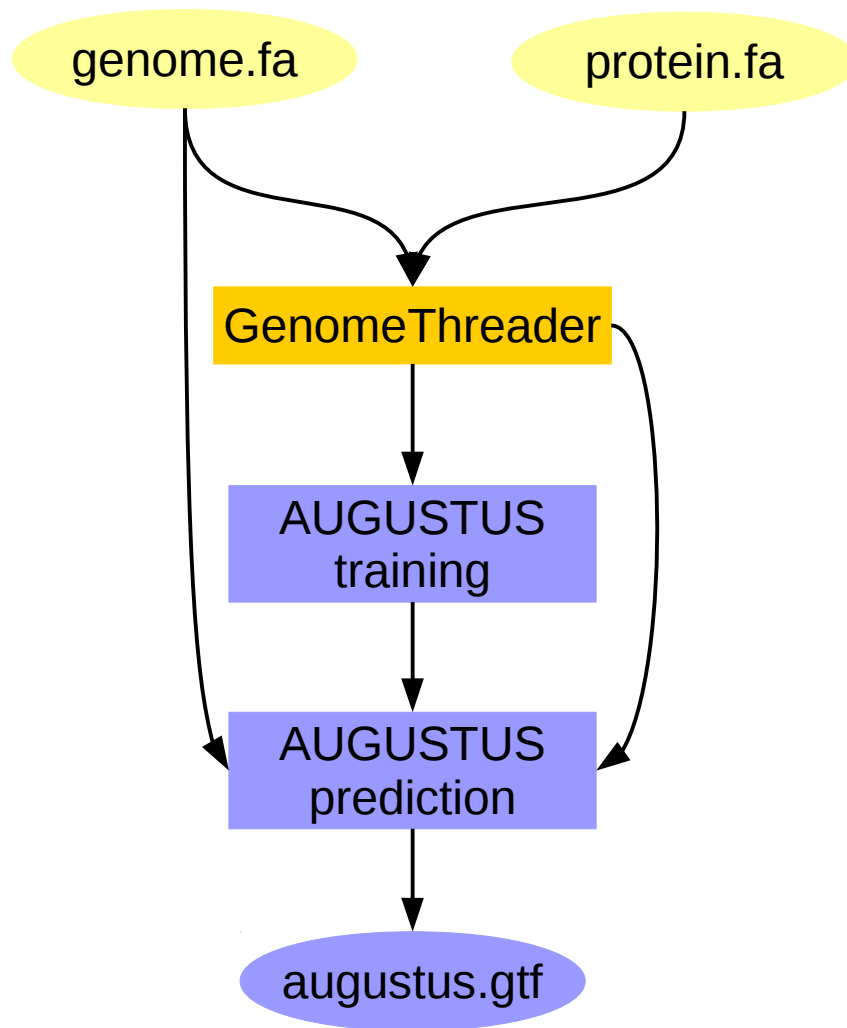 genome.fa
protein.fa
GenomeThreader
AUGUSTUS
training
AUGUSTUS
prediction
augustus.gtf